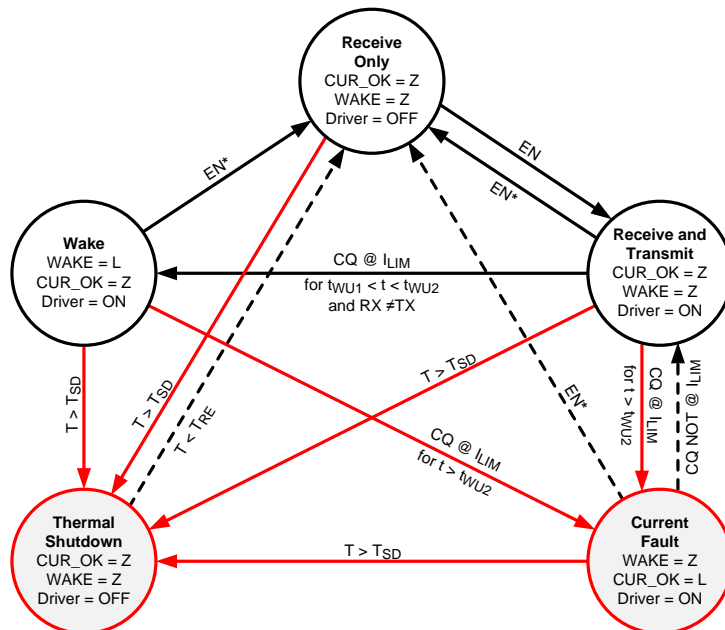 Receive
Only
CUR_OK = Z
WAKE = Z
Driver = OFF
EN*
EN
EN*
Wake
WAKE = L
CUR_OK = Z
Driver = ON
CQ @ ILIM
for tWU1 < t < tWU2
and RX ≠TX
Receive and
Transmit
CUR_OK = Z
WAKE = Z
Driver = ON
T > TSD
T > TSD
T < TRE
T > TSD
CQ @ ILIM
for t > tWU2
EN*
CQ @ ILIM
for t > tWU2
CQ NOT @ ILIM
Thermal
Shutdown
CUR_OK = Z
WAKE = Z
Driver = OFF
T > TSD
Current
Fault
WAKE = Z
CUR_OK = L
Driver = ON